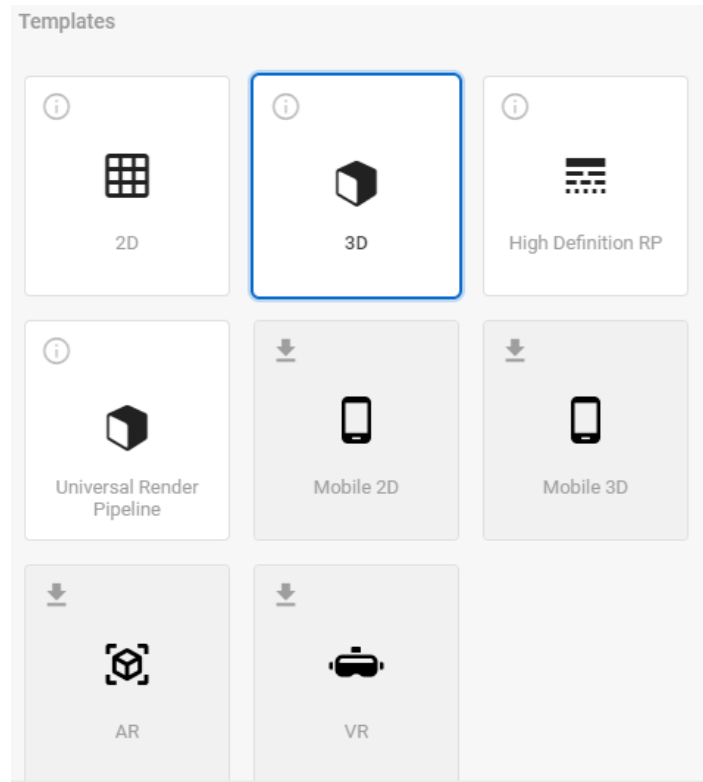 Templates
2D
3D
High Definition RP
Universal Render
Pipeline
Mobile 2D
Mobile 3D
AR
VR